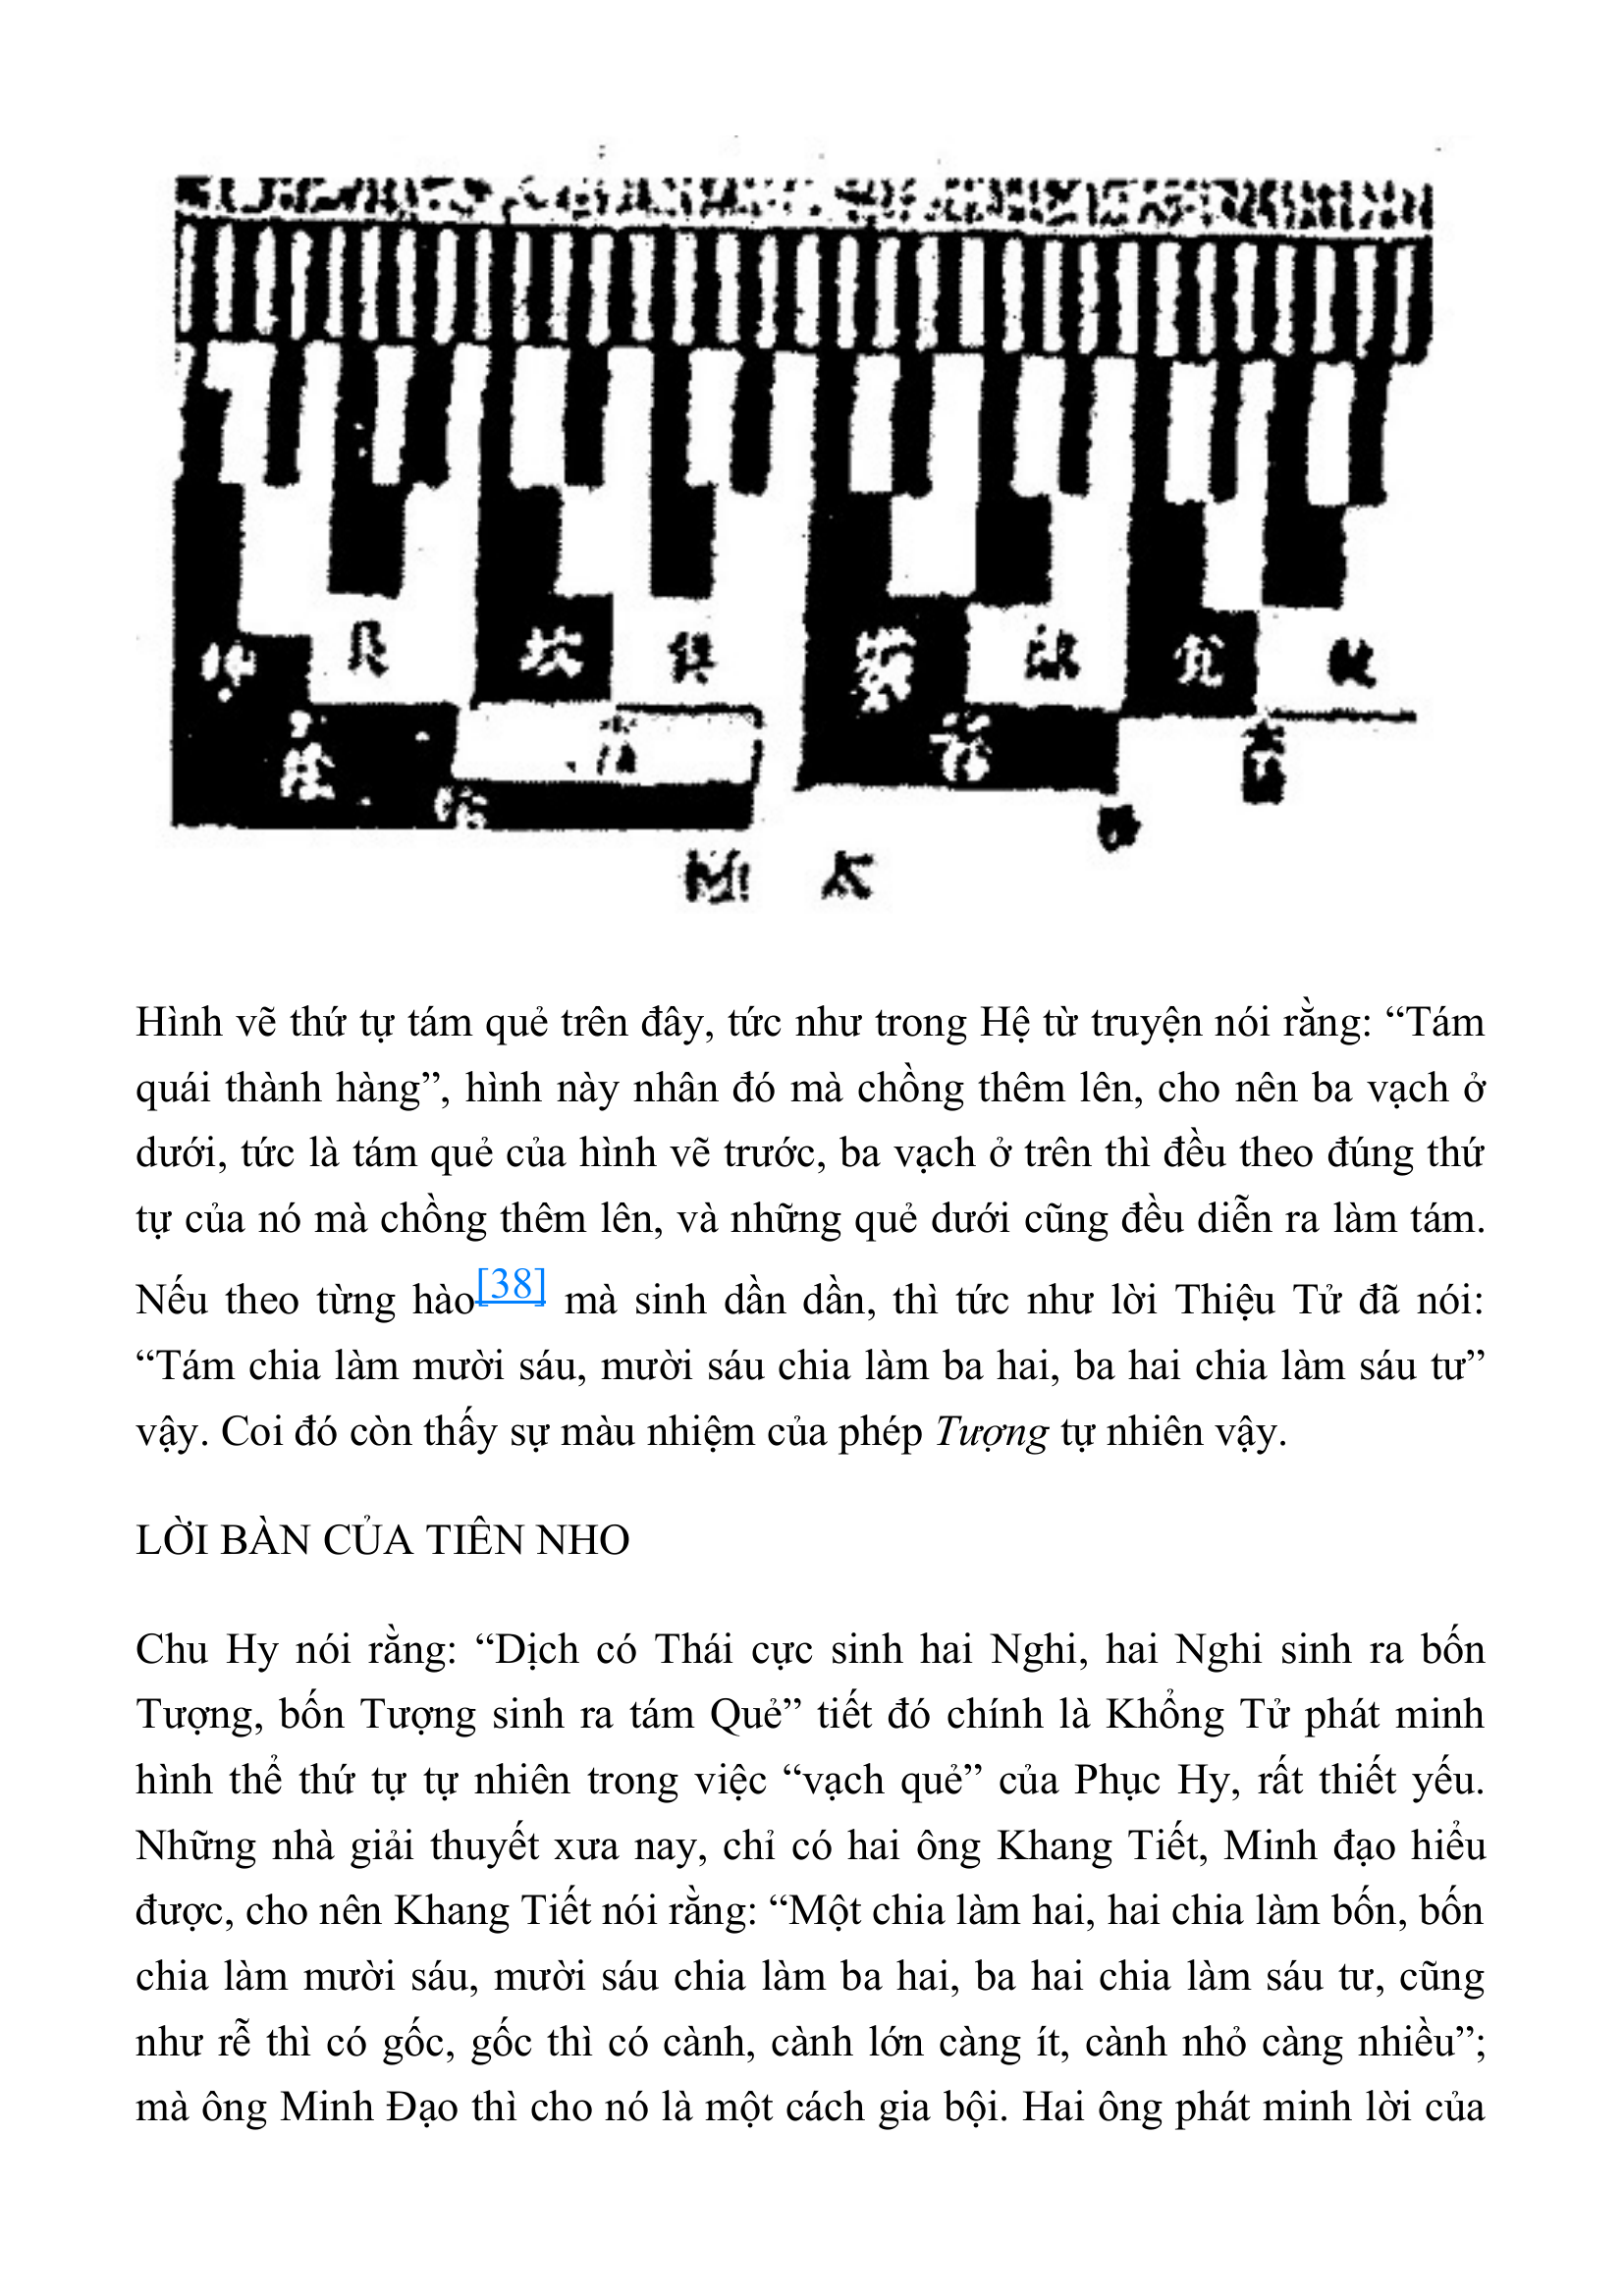 坎
兌
Hình vẽ thứ tự tám quẻ trên đây, tức như trong Hệ từ truyện nói rằng: “Tám
quái thành hàng”, hình này nhân đó mà chồng thêm lên, cho nên ba vạch ở
dưới, tức là tám quẻ của hình vẽ trước, ba vạch ở trên thì đều theo đúng thứ
tự của nó mà chồng thêm lên, và những quẻ dưới cũng đều diễn ra làm tám.
Nếu theo từng hào[38] mà sinh dần dần, thì tức như lời Thiệu Tử đã nói:
“Tám chia làm mười sáu, mười sáu chia làm ba hai, ba hai chia làm sáu tư”
vậy. Coi đó còn thấy sự màu nhiệm của phép Tượng tự nhiên vậy.
LỜI BÀN CỦA TIÊN NHO
Chu Hy nói rằng: “Dịch có Thái cực sinh hai Nghi, hai Nghi sinh ra bốn
Tượng, bốn Tượng sinh ra tám Quẻ” tiết đó chính là Khổng Tử phát minh
hình thể thứ tự tự nhiên trong việc “vạch quẻ” của Phục Hy, rất thiết yếu.
Những nhà giải thuyết xưa nay, chỉ có hai ông Khang Tiết, Minh đạo hiểu
được, cho nên Khang Tiết nói rằng: “Một chia làm hai, hai chia làm bốn, bốn
chia làm mười sáu, mười sáu chia làm ba hai, ba hai chia làm sáu tư, cũng
như rễ thì có gốc, gốc thì có cành, cành lớn càng ít, cành nhỏ càng nhiều”;
mà ông Minh Đạo thì cho nó là một cách gia bội. Hai ông phát minh lời của